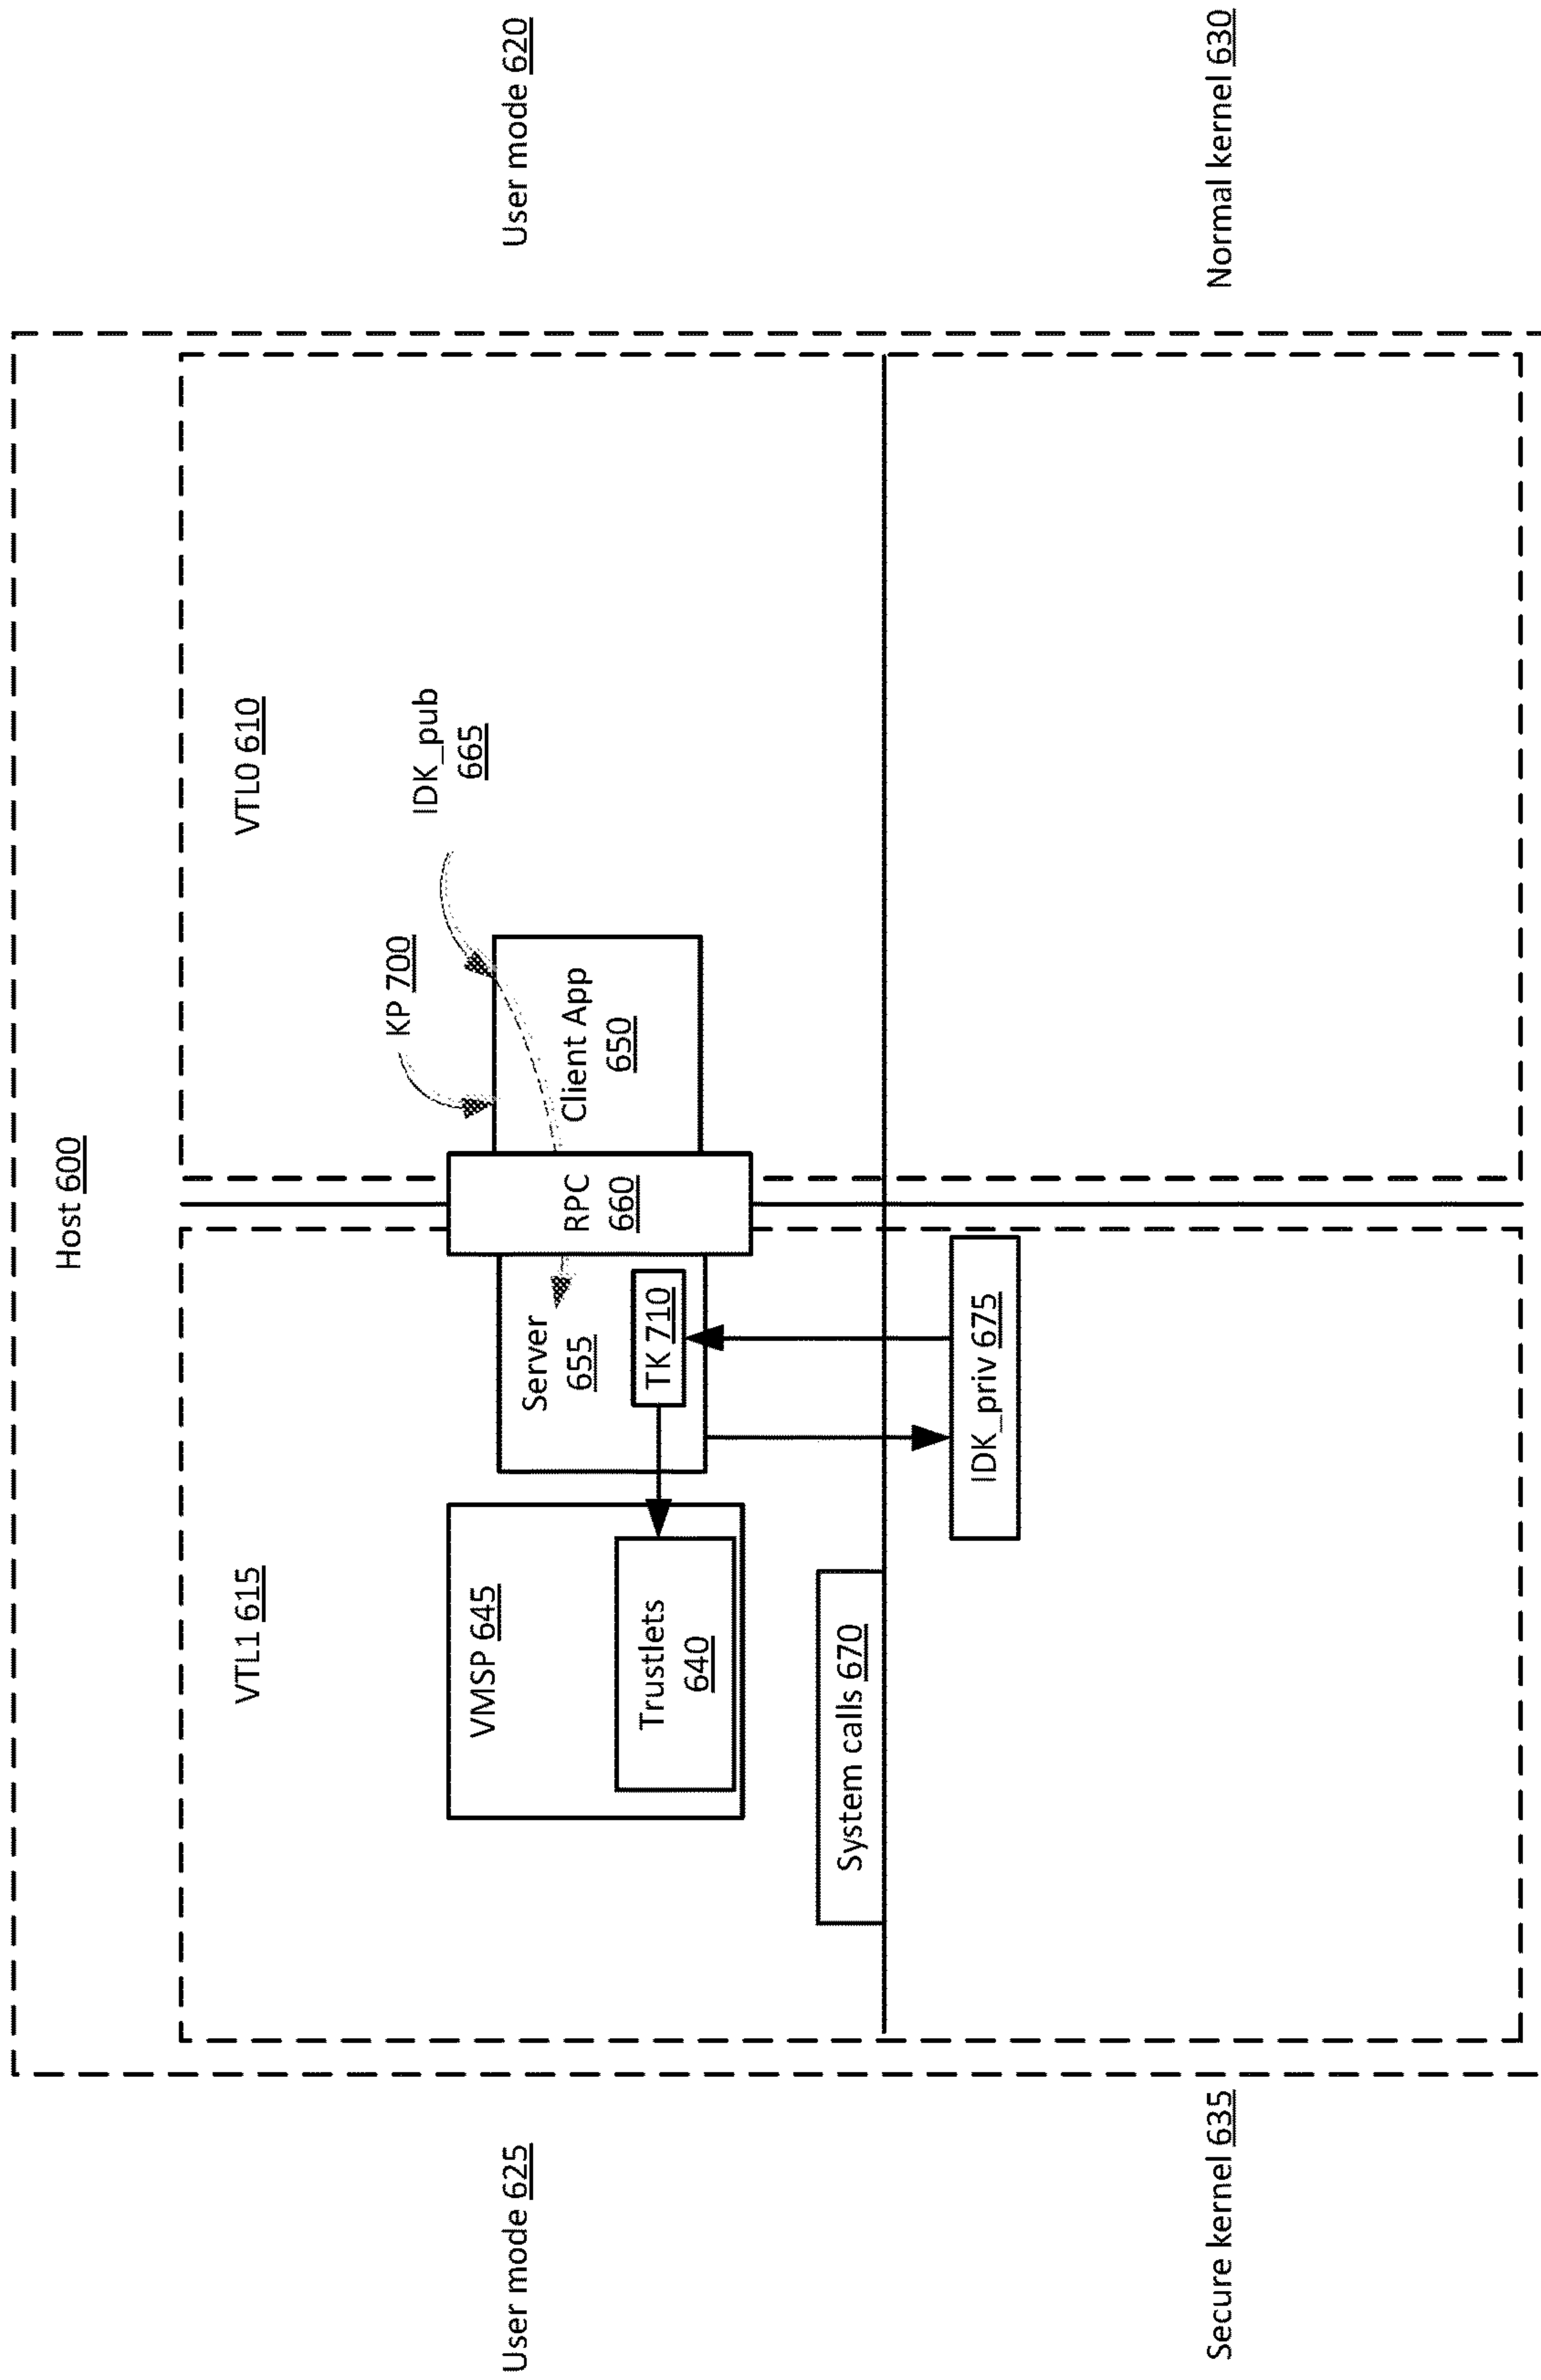 Host 600
VTL1 615
VTL0 610
User mode 625
User mode 620
VMSP 645
Trustlets
640
Server
655
TK 710
RPC
660
KP 700
Client App
650
IDK_pub
665
System calls 670
IDK_priv 675
Secure kernel 635
Normal kernel 630